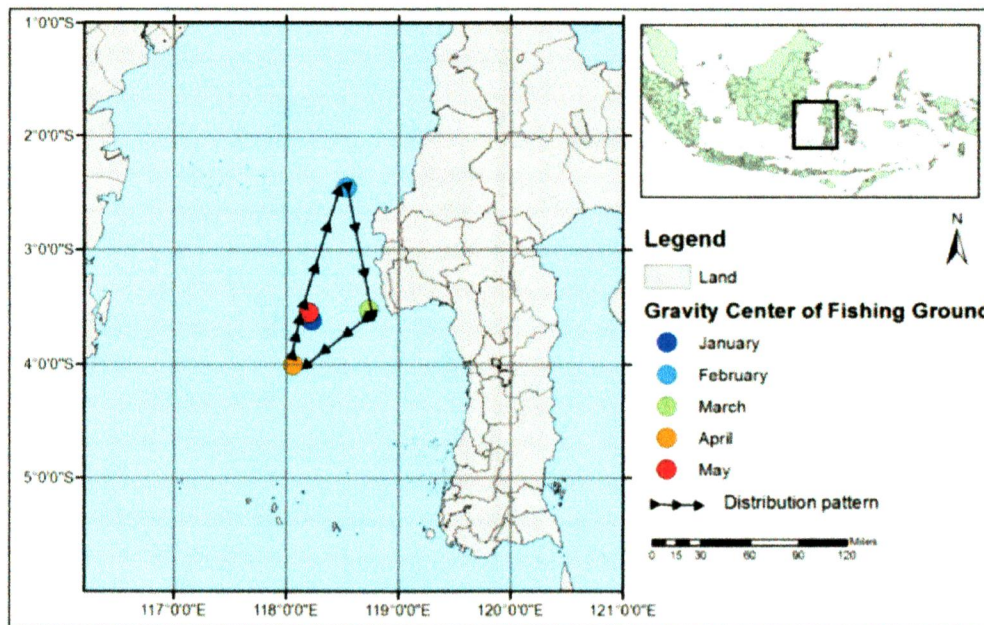 1°0'0"S
2°0'0"S
3°0'0"S
4°0'0"S
5°0'0"S
117°0'0"E
118°0'0"E
119°0'0"E
120°0'0"E
121°0'0"E
N
Legend
Land
Gravity Center of Fishing Ground
January
February
March
April
May
Distribution pattern
Miles
0 15 30 60 90 120